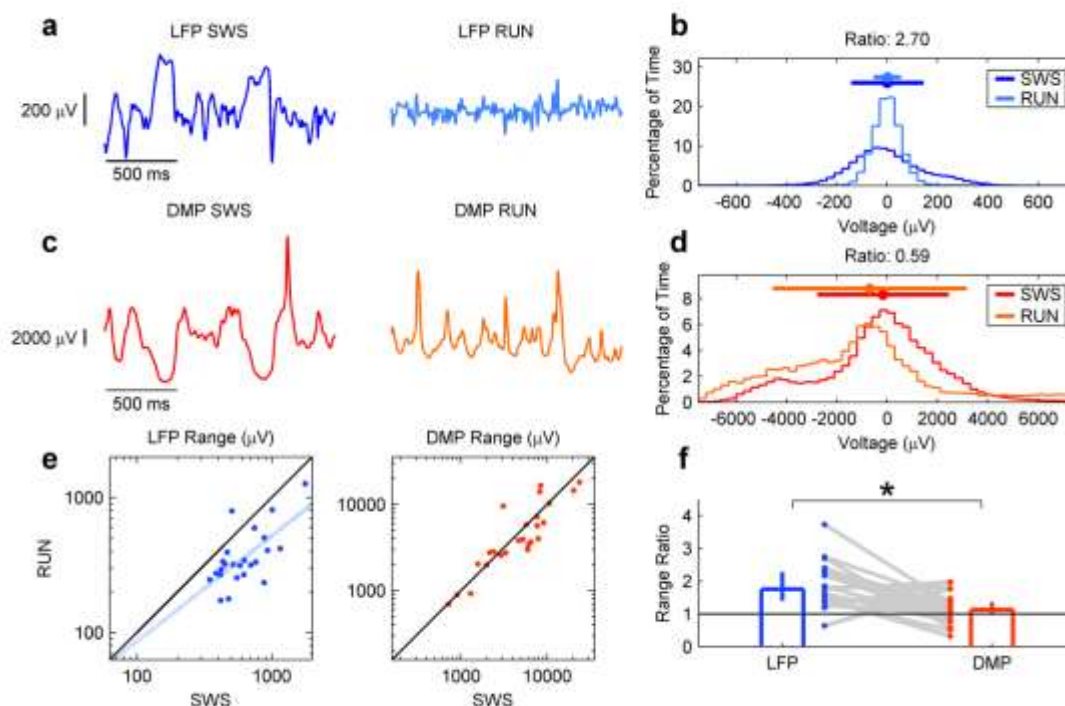 a
LFP SWS
LFP RUN
200 µV
500 ms
b
Ratio: 2.70
Percentage of Time
30
20
10
0
SWS
RUN
-600 -400 -200 0 200 400 600
Voltage (µV)
c
DMP SWS
DMP RUN
2000 µV
500 ms
d
Ratio: 0.59
Percentage of Time
8
6
4
2
0
SWS
RUN
-6000 -4000 -2000 0 2000 4000 6000
Voltage (µV)
e
LFP Range (µV)
RUN
1000
100
100 1000
SWS
DMP Range (µV)
10000
1000
1000 10000
SWS
f
*
Range Ratio
4
3
2
1
0
LFP DMP